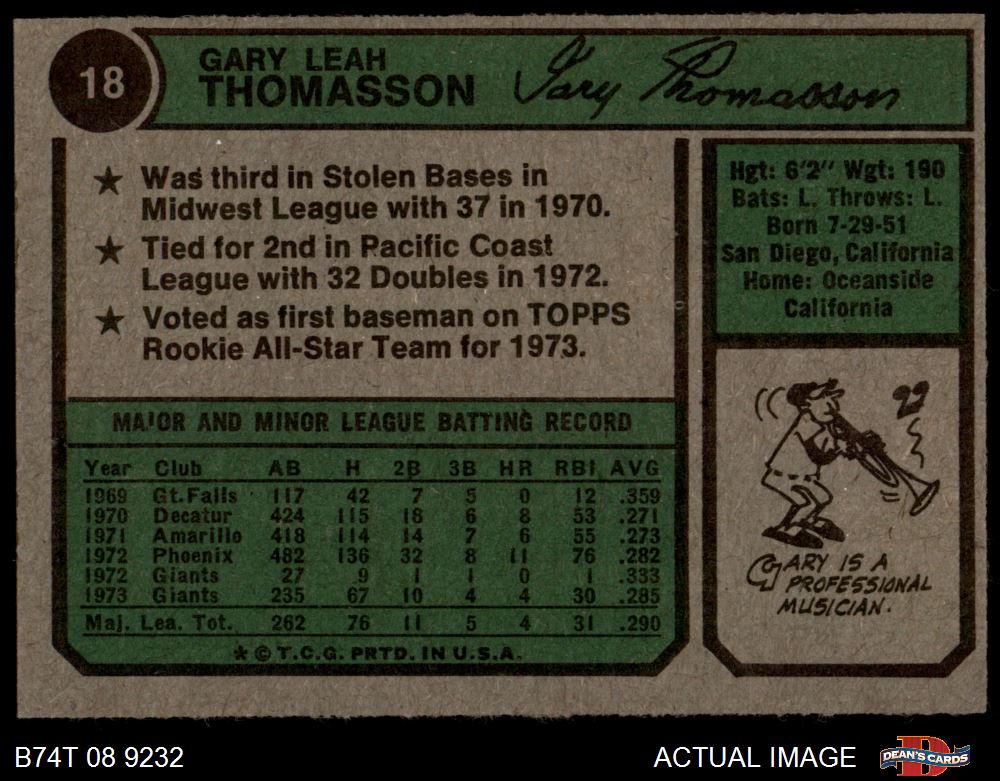 18
GARY LEAH
THOMASSON
Gary Thomasson
★ Was third in Stolen Bases in
Midwest League with 37 in 1970.
★ Tied for 2nd in Pacific Coast
League with 32 Doubles in 1972.
★ Voted as first baseman on TOPPS
Rookie All-Star Team for 1973.
Hgt: 6'2" Wgt: 190
Bats: L. Throws: L.
Born 7-29-51
San Diego, California
Home: Oceanside
California
MAJOR AND MINOR LEAGUE BATTING RECORD
Year Club AB H 2B 3B HR RBI AVG
1969 Gt.Falls 117 42 7 5 0 12 .359
1970 Decatur 424 115 18 6 8 53 .271
1971 Amarillo 418 114 14 7 6 55 .273
1972 Phoenix 482 136 32 8 11 76 .282
1972 Giants 27 9 1 1 0 1 .333
1973 Giants 235 67 10 4 4 30 .285
Maj. Lea. Tot. 262 76 11 5 4 31 .290
* © T.C.G. PRTD. IN U.S.A.
GARY IS A
PROFESSIONAL
MUSICIAN.
B74T 08 9232
ACTUAL IMAGE
DEAN'S CARDS